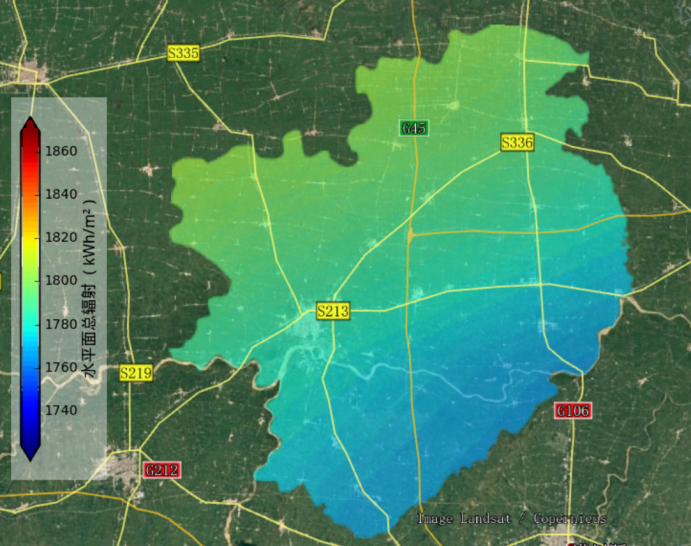 S335
G45
S336
1860
1840
1820
1800
1780
1760
1740
水平面总辐射（kWh/m²）
S213
S219
G106
G212
Image Landsat / Copernicus